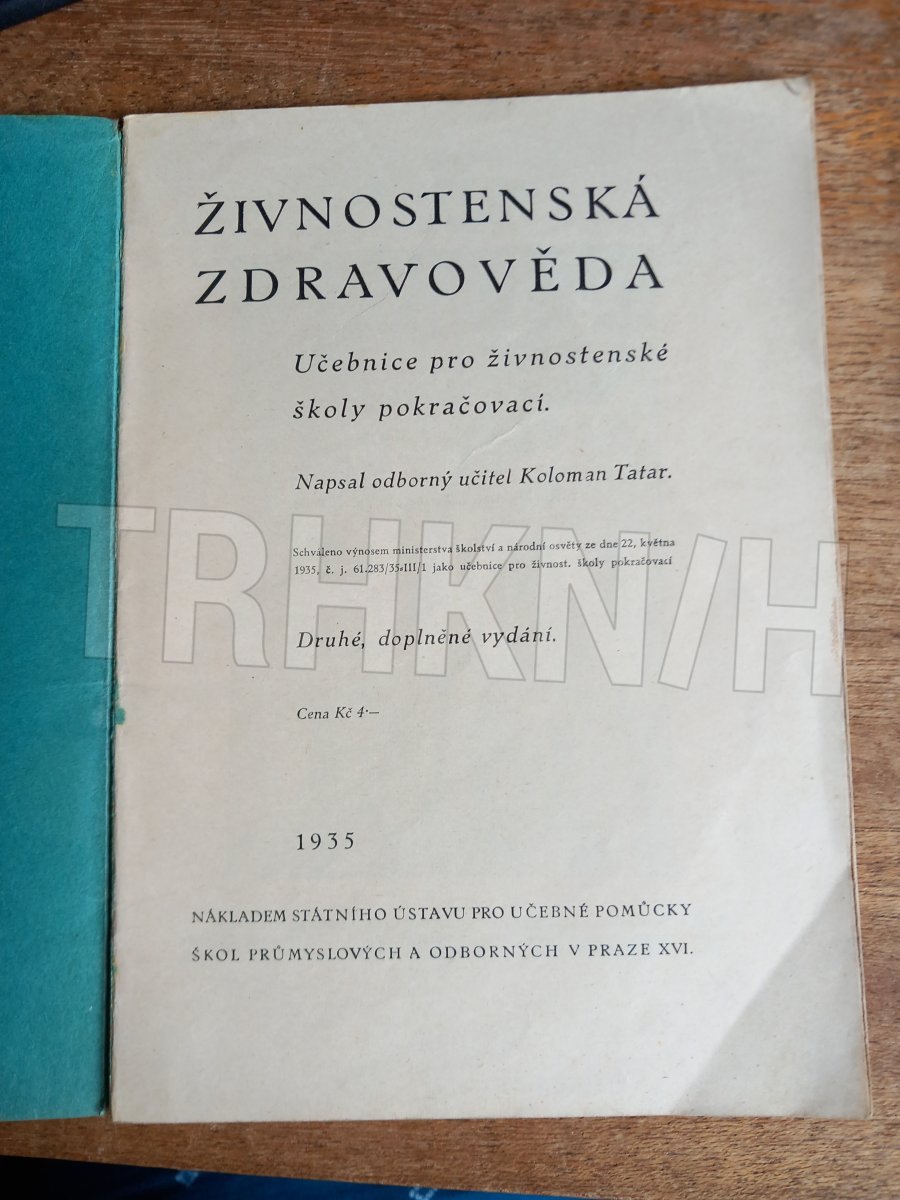 ŽIVNOSTENSKÁ
ZDRAVOVĚDA
Učebnice pro živnostenské
školy pokračovací.
Napsal odborný učitel Koloman Tatar.
Schváleno výnosem ministerstva školství a národní osvěty ze dne 22, května
1935, č. j. 61.283/35-III/1 jako učebnice pro živnost. školy pokračovací
TRHKN/H
Druhé, doplněné vydání.
Cena Kč 4·—
1935
NÁKLADEM STÁTNÍHO ÚSTAVU PRO UČEBNÉ POMŮCKY
ŠKOL PRŮMYSLOVÝCH A ODBORNÝCH V PRAZE XVI.